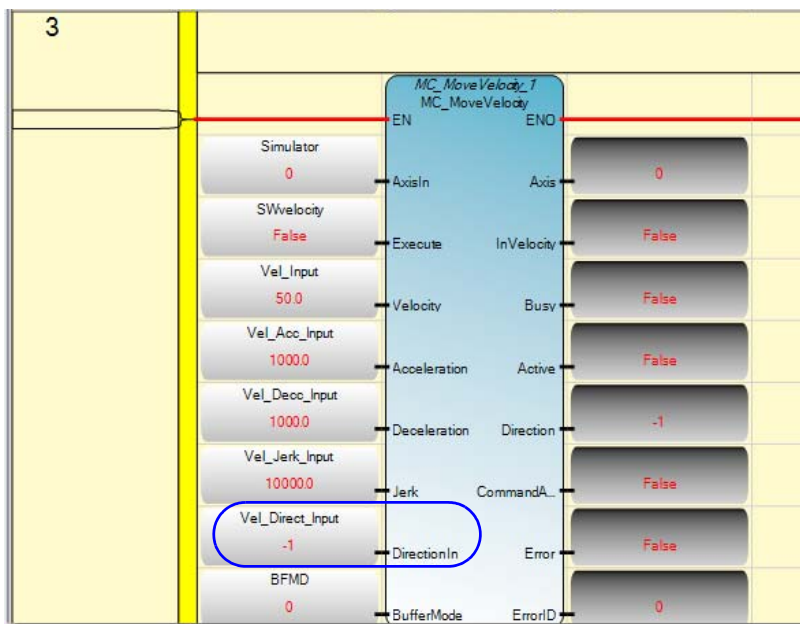 3
MC_MoveVelocity_1
MC_MoveVelocity
EN ENO
Simulator
0
AxisIn Axis
0
SWvelocity
False
Execute InVelocity
False
Vel_Input
50.0
Velocity Busy
False
Vel_Acc_Input
1000.0
Acceleration Active
False
Vel_Decc_Input
1000.0
Deceleration Direction
-1
Vel_Jerk_Input
10000.0
Jerk CommandA...
False
Vel_Direct_Input
-1
DirectionIn Error
False
BFMD
0
BufferMode ErrorID
0